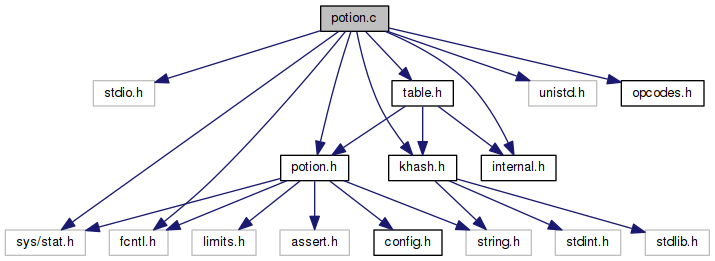 potion.c
stdio.h
table.h
unistd.h
opcodes.h
potion.h
khash.h
internal.h
sys/stat.h
fcntl.h
limits.h
assert.h
config.h
string.h
stdint.h
stdlib.h